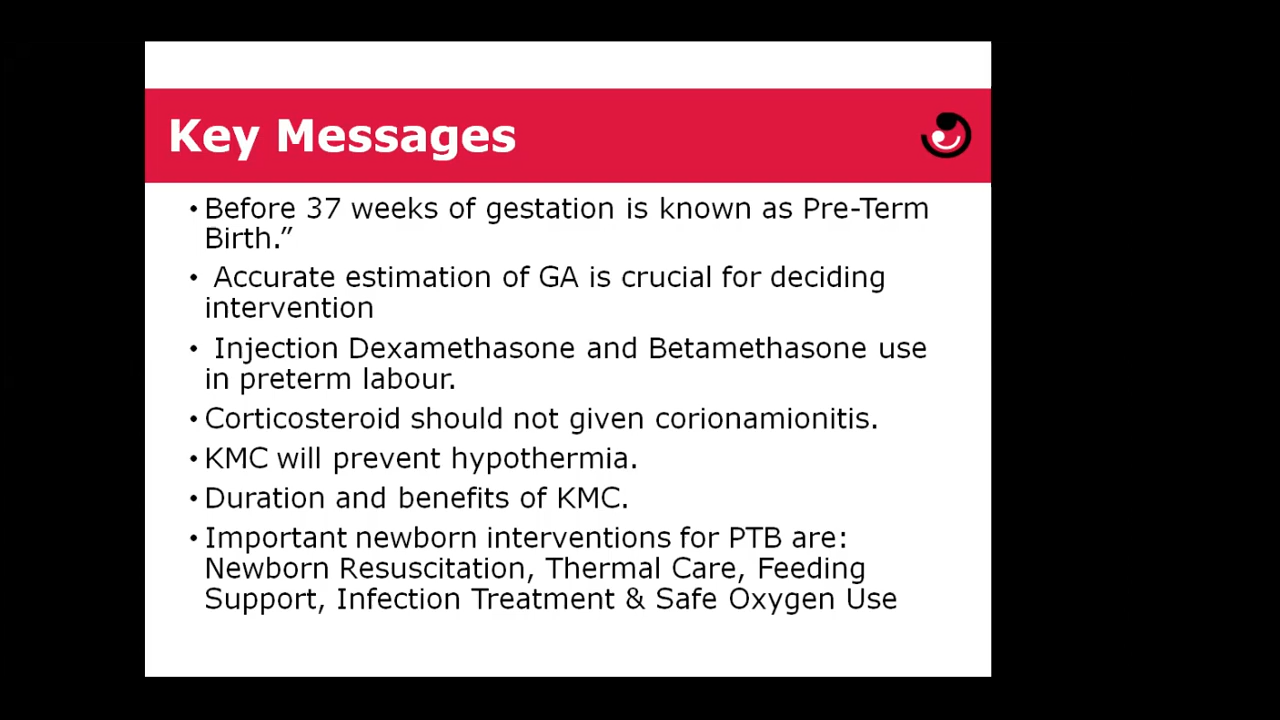 Key Messages
•Before 37 weeks of gestation is known as Pre-Term
Birth.”
• Accurate estimation of GA is crucial for deciding
intervention
• Injection Dexamethasone and Betamethasone use
in preterm labour.
•Corticosteroid should not given corionamionitis.
•KMC will prevent hypothermia.
•Duration and benefits of KMC.
•Important newborn interventions for PTB are:
Newborn Resuscitation, Thermal Care, Feeding
Support, Infection Treatment & Safe Oxygen Use